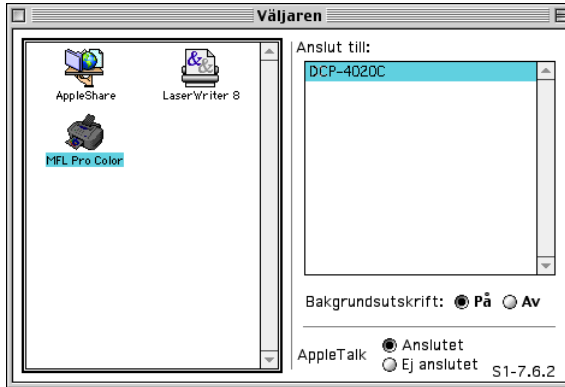 Väljaren
AppleShare
LaserWriter 8
MFL Pro Color
Anslut till:
DCP-4020C
Bakgrundsutskrift: På Av
AppleTalk
Anslutet
Ej anslutet
S1-7.6.2